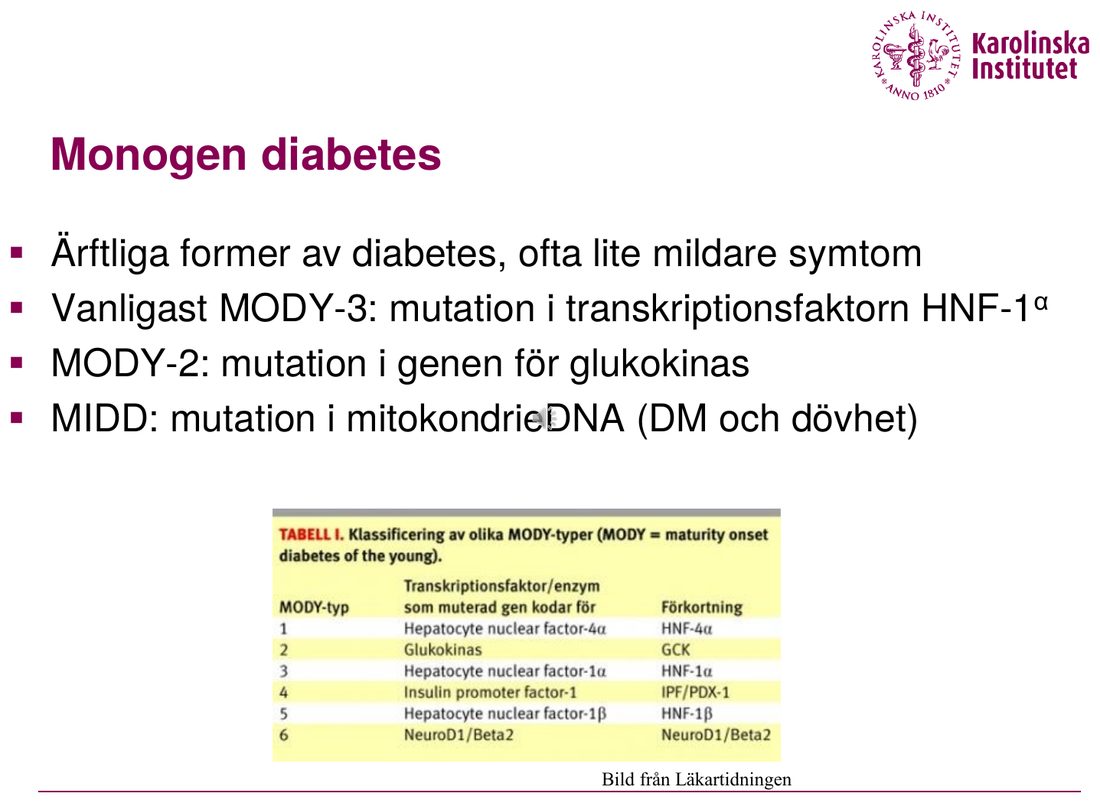 KAROLINSKA INSTITUTET
ANNO 1810
Karolinska
Institutet
Monogen diabetes
▪ Ärftliga former av diabetes, ofta lite mildare symtom
▪ Vanligast MODY-3: mutation i transkriptionsfaktorn HNF-1α
▪ MODY-2: mutation i genen för glukokinas
▪ MIDD: mutation i mitokondrieDNA (DM och dövhet)
TABELL I. Klassificering av olika MODY-typer (MODY = maturity onset
diabetes of the young).
Transkriptionsfaktor/enzym
MODY-typ som muterad gen kodar för Förkortning
1 Hepatocyte nuclear factor-4α HNF-4α
2 Glukokinas GCK
3 Hepatocyte nuclear factor-1α HNF-1α
4 Insulin promoter factor-1 IPF/PDX-1
5 Hepatocyte nuclear factor-1β HNF-1β
6 NeuroD1/Beta2 NeuroD1/Beta2
Bild från Läkartidningen